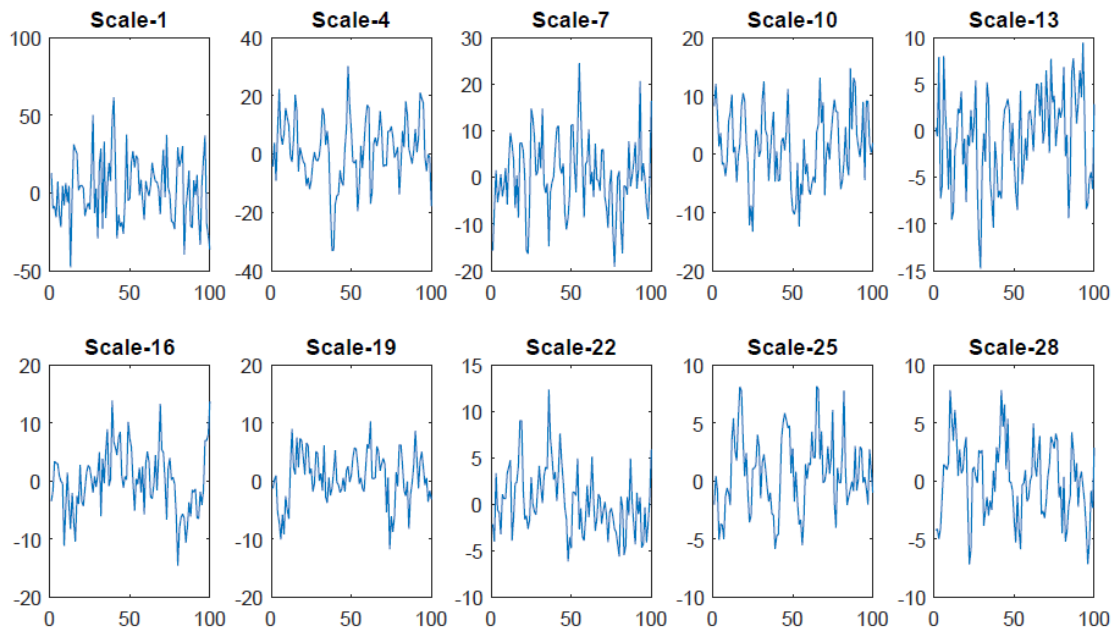 Scale-1 Scale-4 Scale-7 Scale-10 Scale-13
100 40 30 20 10
20 5
50 20 10
10 0
0 0 0 0 -5
-20 -10 -10 -10
-50 -40 -20 -20 -15
0 50 100 0 50 100 0 50 100 0 50 100 0 50 100
Scale-16 Scale-19 Scale-22 Scale-25 Scale-28
20 20 15 10 10
10 10 10 5 5
5
0 0 0 0 0
-10 -10 -5 -5 -5
-20 -20 -10 -10 -10
0 50 100 0 50 100 0 50 100 0 50 100 0 50 100